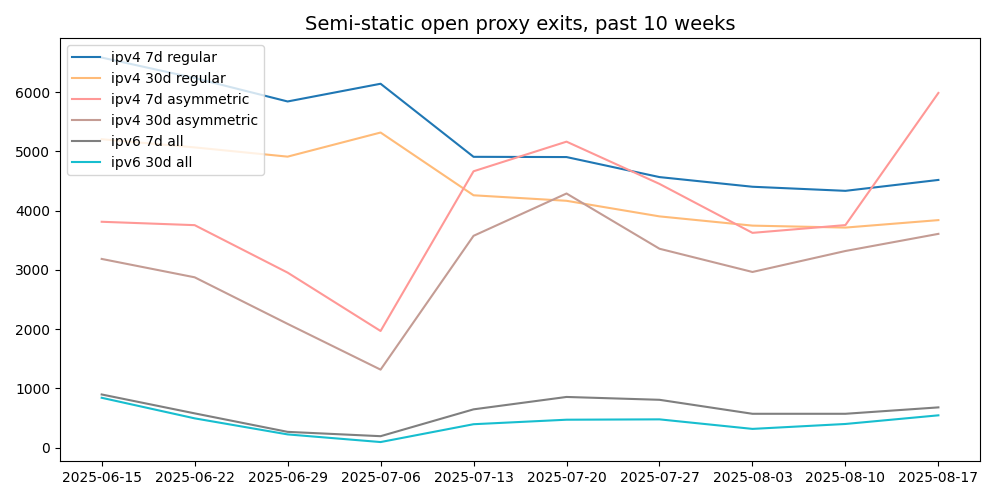 Semi-static open proxy exits, past 10 weeks
ipv4 7d regular
ipv4 30d regular
ipv4 7d asymmetric
ipv4 30d asymmetric
ipv6 7d all
ipv6 30d all
6000
5000
4000
3000
2000
1000
0
2025-06-15 2025-06-22 2025-06-29 2025-07-06 2025-07-13 2025-07-20 2025-07-27 2025-08-03 2025-08-10 2025-08-17